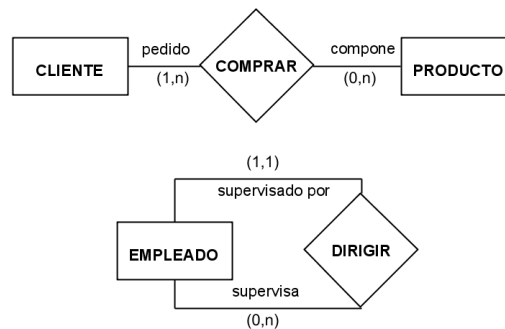 pedido
compone
CLIENTE
COMPRAR
PRODUCTO
(1,n)
(0,n)
(1,1)
supervisado por
EMPLEADO
DIRIGIR
supervisa
(0,n)